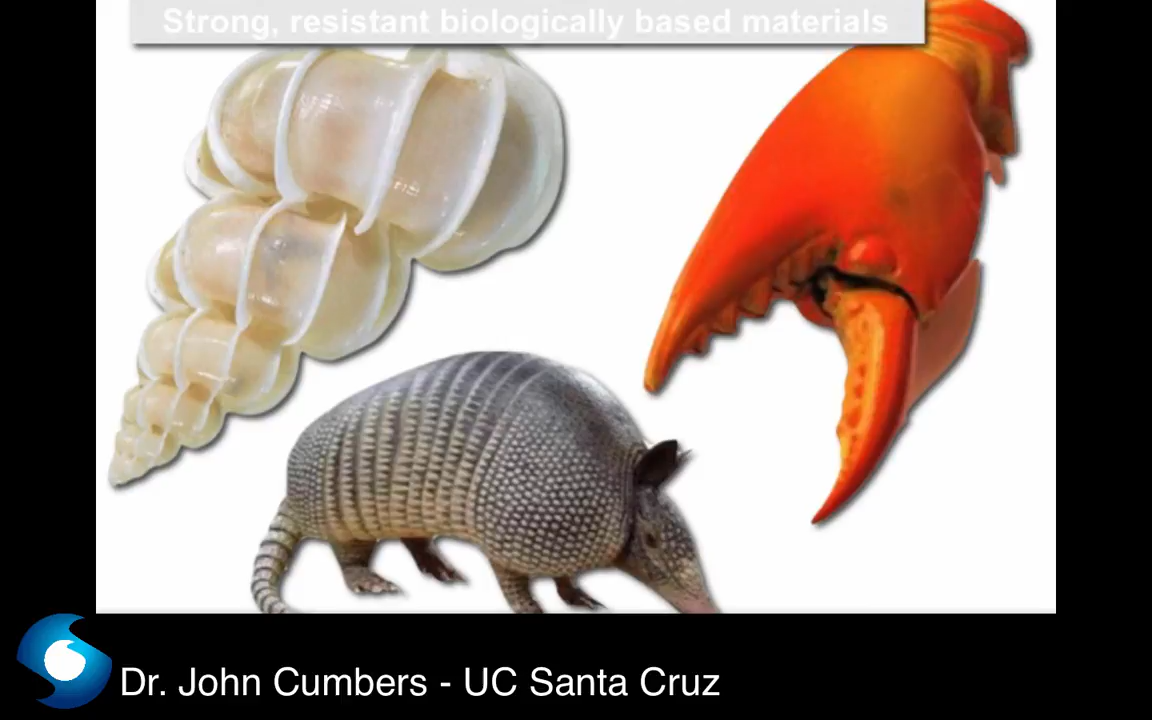 Strong, resistant biologically based materials
Dr. John Cumbers - UC Santa Cruz